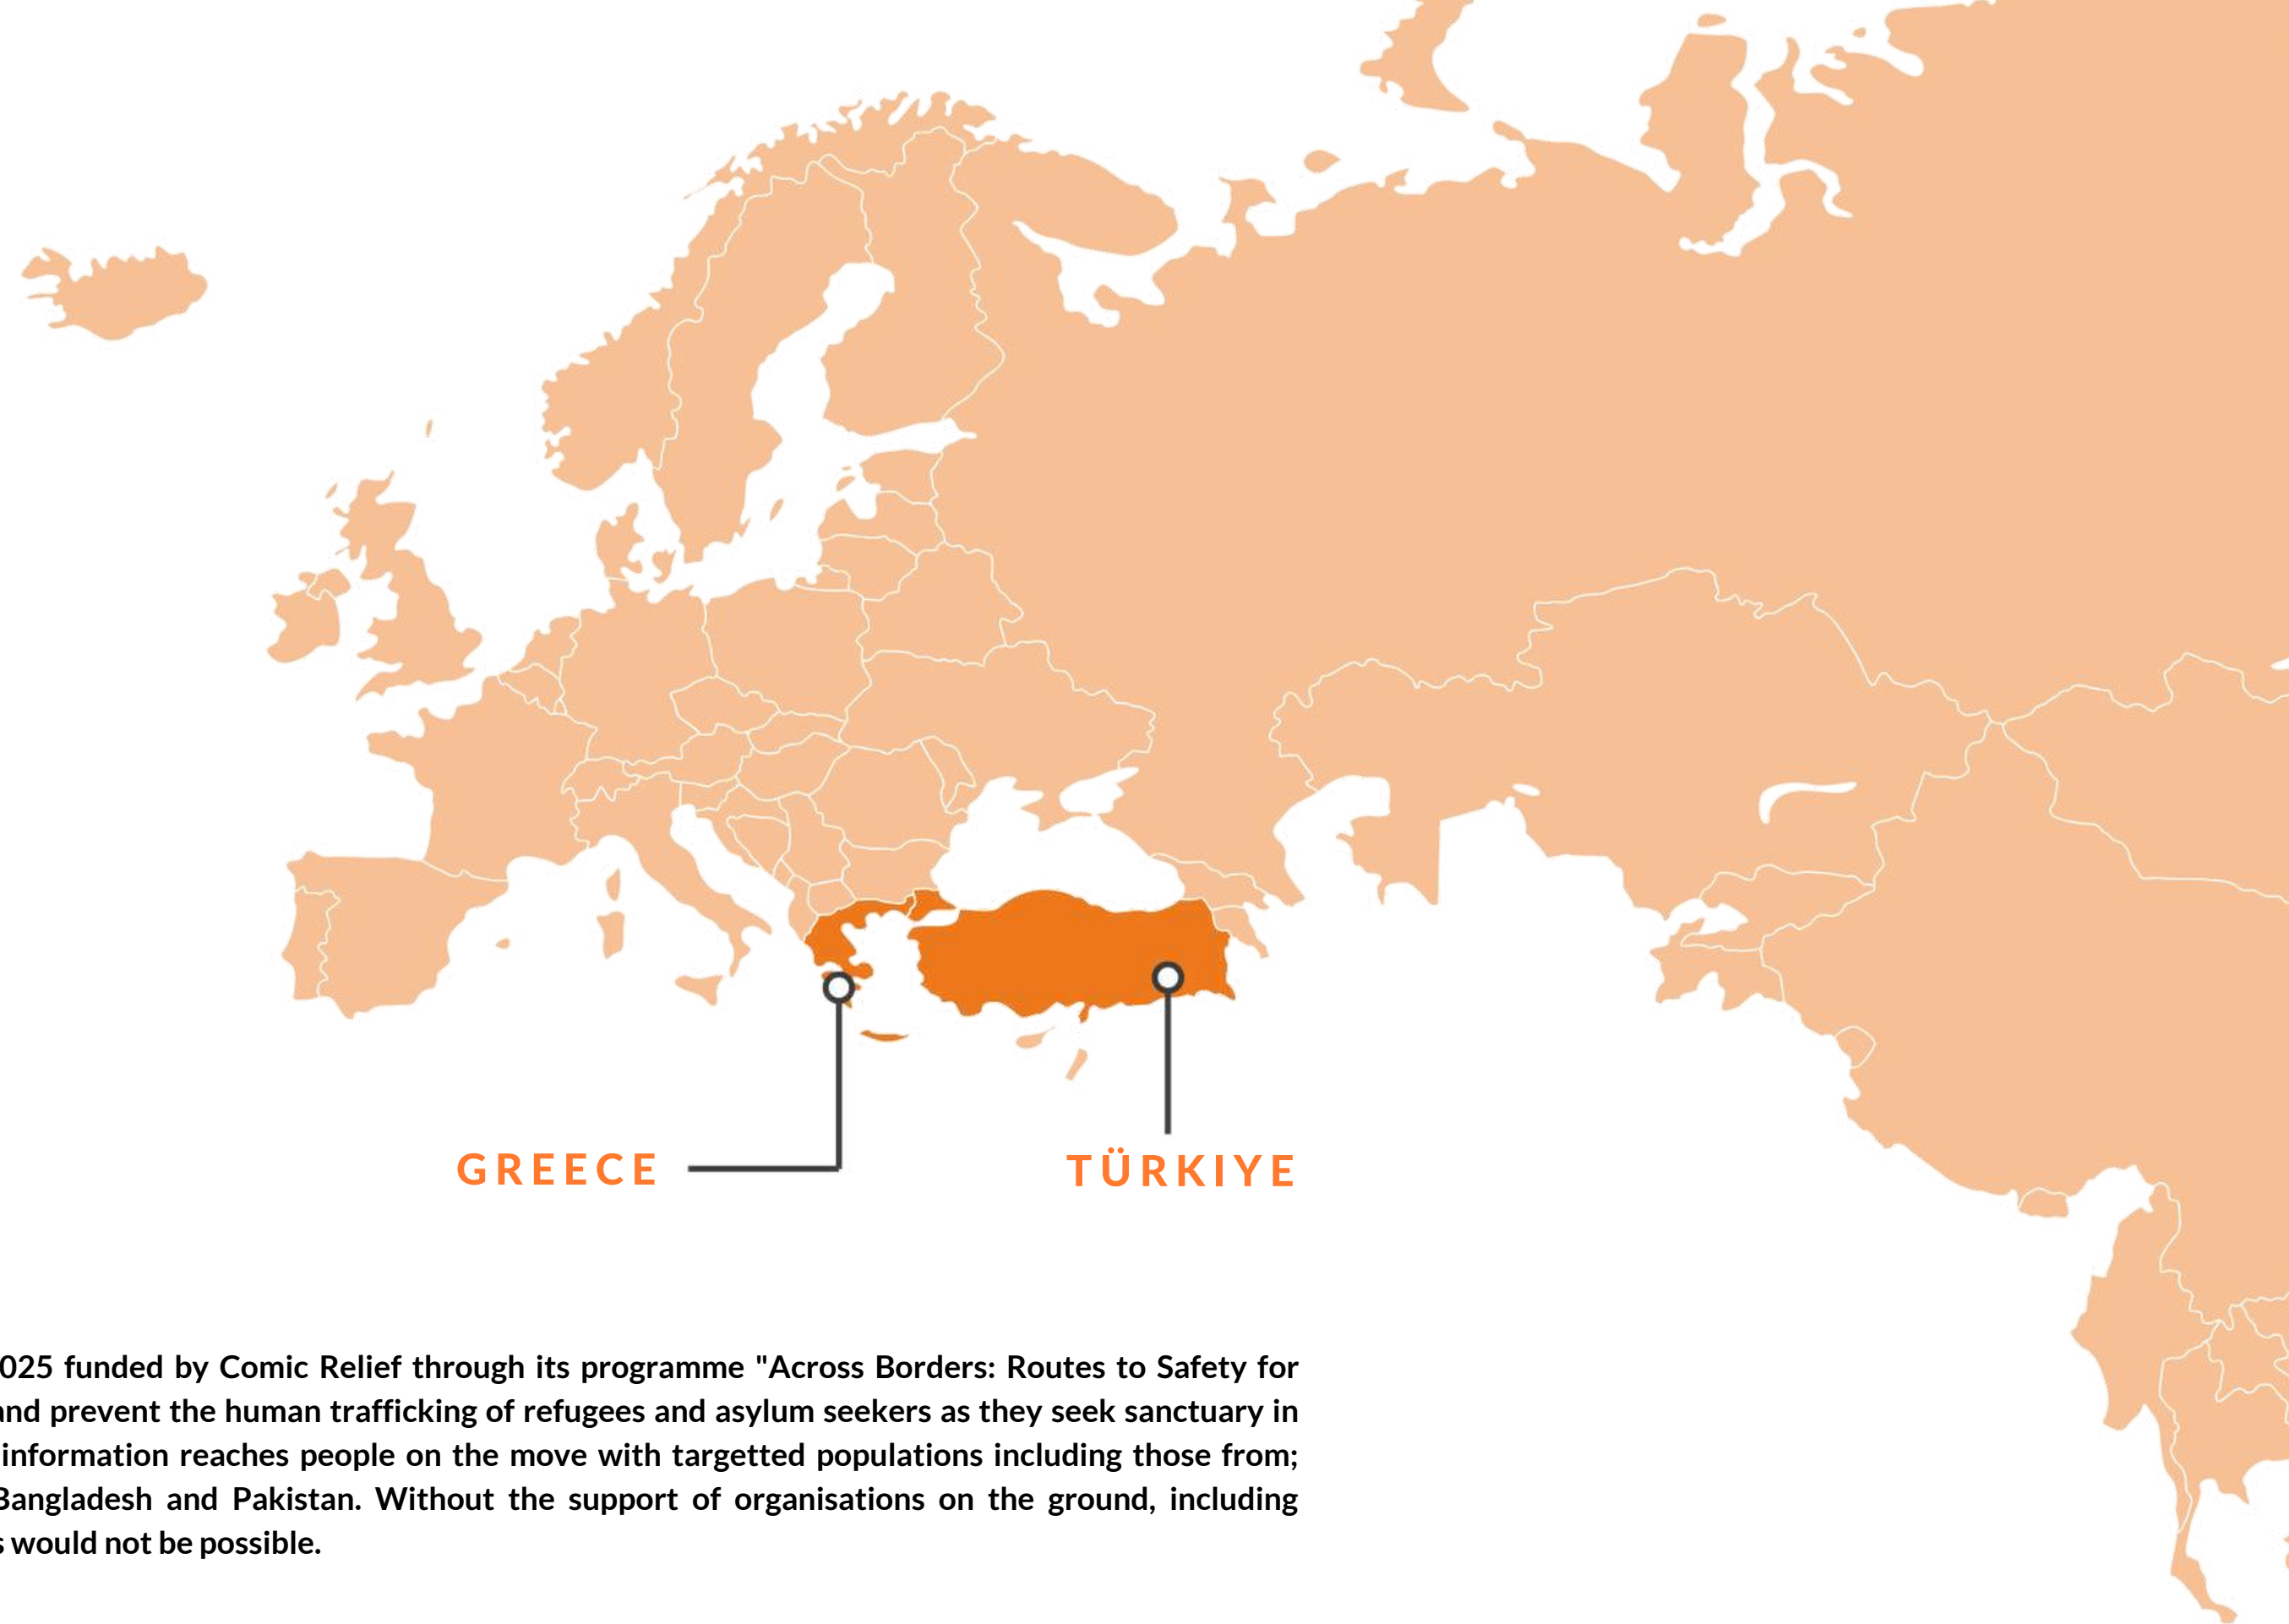 GREECE
TÜRKIYE
025 funded by Comic Relief through its programme "Across Borders: Routes to Safety for
and prevent the human trafficking of refugees and asylum seekers as they seek sanctuary in
information reaches people on the move with targetted populations including those from;
Bangladesh and Pakistan. Without the support of organisations on the ground, including
s would not be possible.